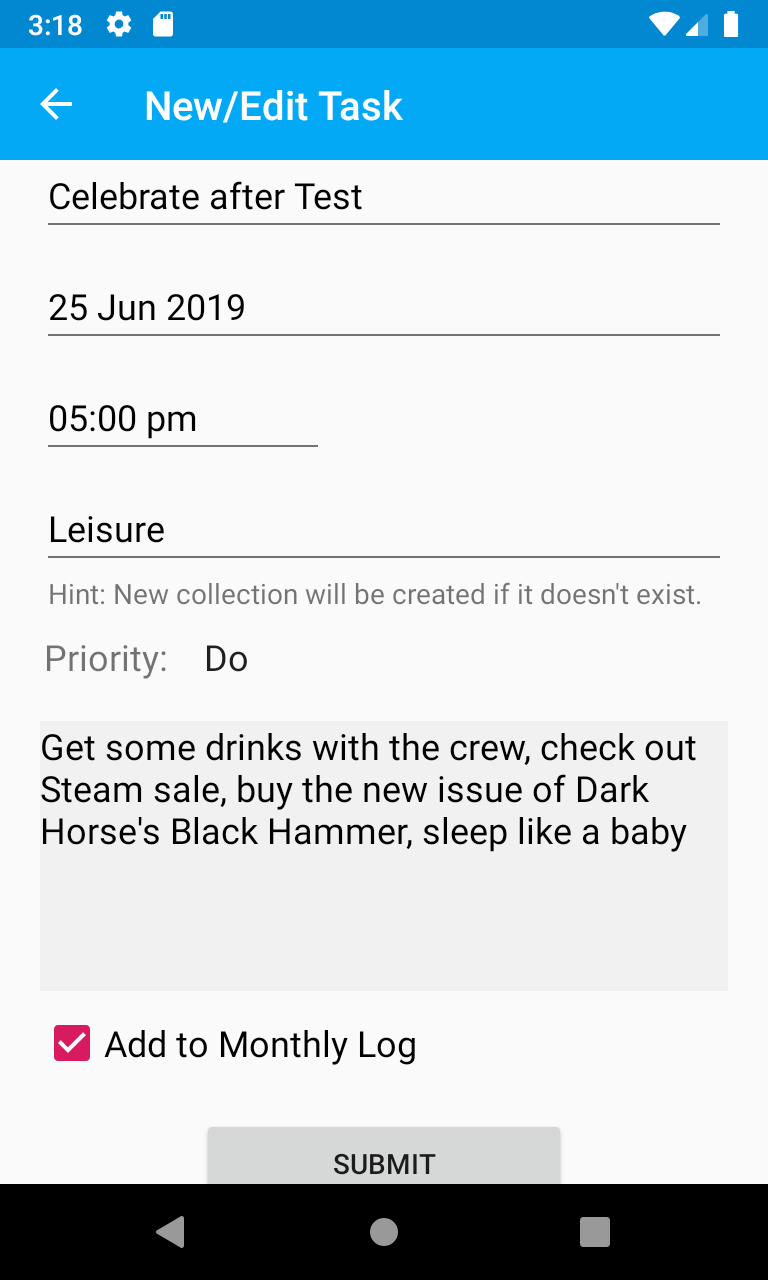 3:18
New/Edit Task
Celebrate after Test
25 Jun 2019
05:00 pm
Leisure
Hint: New collection will be created if it doesn't exist.
Priority: Do
Get some drinks with the crew, check out
Steam sale, buy the new issue of Dark
Horse's Black Hammer, sleep like a baby
Add to Monthly Log
SUBMIT